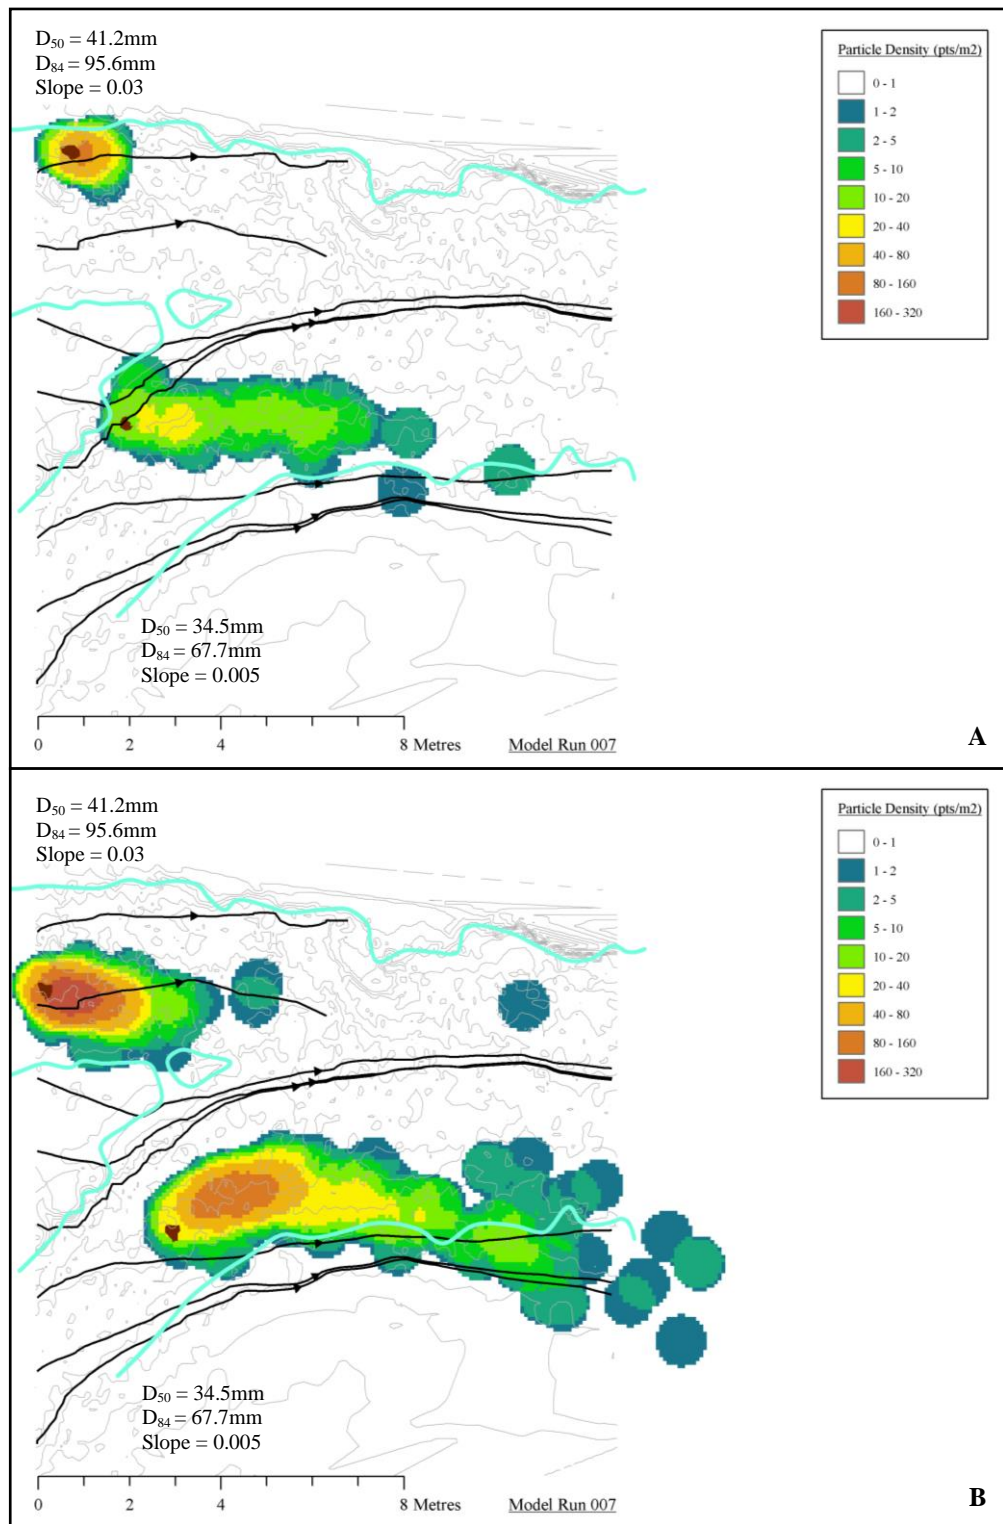 D₅₀ = 41.2mm
D₈₄ = 95.6mm
Slope = 0.03
Particle Density (pts/m2)
0 - 1
1 - 2
2 - 5
5 - 10
10 - 20
20 - 40
40 - 80
80 - 160
160 - 320
D₅₀ = 34.5mm
D₈₄ = 67.7mm
Slope = 0.005
0 2 4 8 Metres Model Run 007
A
D₅₀ = 41.2mm
D₈₄ = 95.6mm
Slope = 0.03
Particle Density (pts/m2)
0 - 1
1 - 2
2 - 5
5 - 10
10 - 20
20 - 40
40 - 80
80 - 160
160 - 320
D₅₀ = 34.5mm
D₈₄ = 67.7mm
Slope = 0.005
0 2 4 8 Metres Model Run 007
B